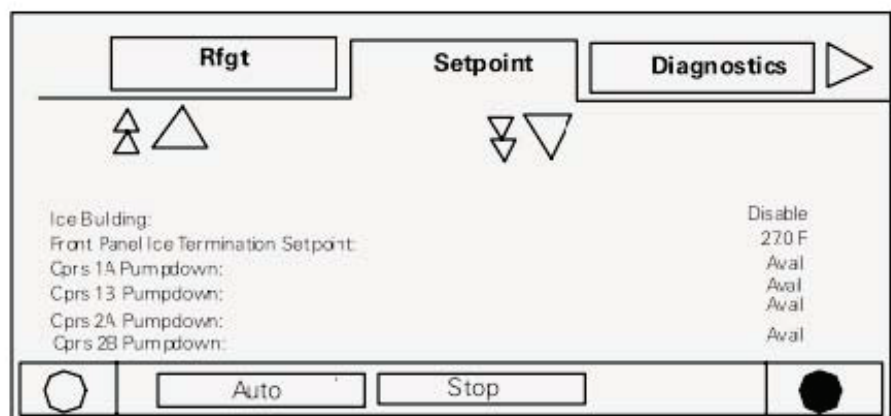 Rfgt
Setpoint
Diagnostics
Ice Bulding: Disable
Front Panel Ice Termination Setpoint: 27.0 F
Cprs 1A Pumpdown: Aval
Cprs 1B Pumpdown: Aval
Cprs 2A Pumpdown: Aval
Cprs 2B Pumpdown: Aval
Auto
Stop